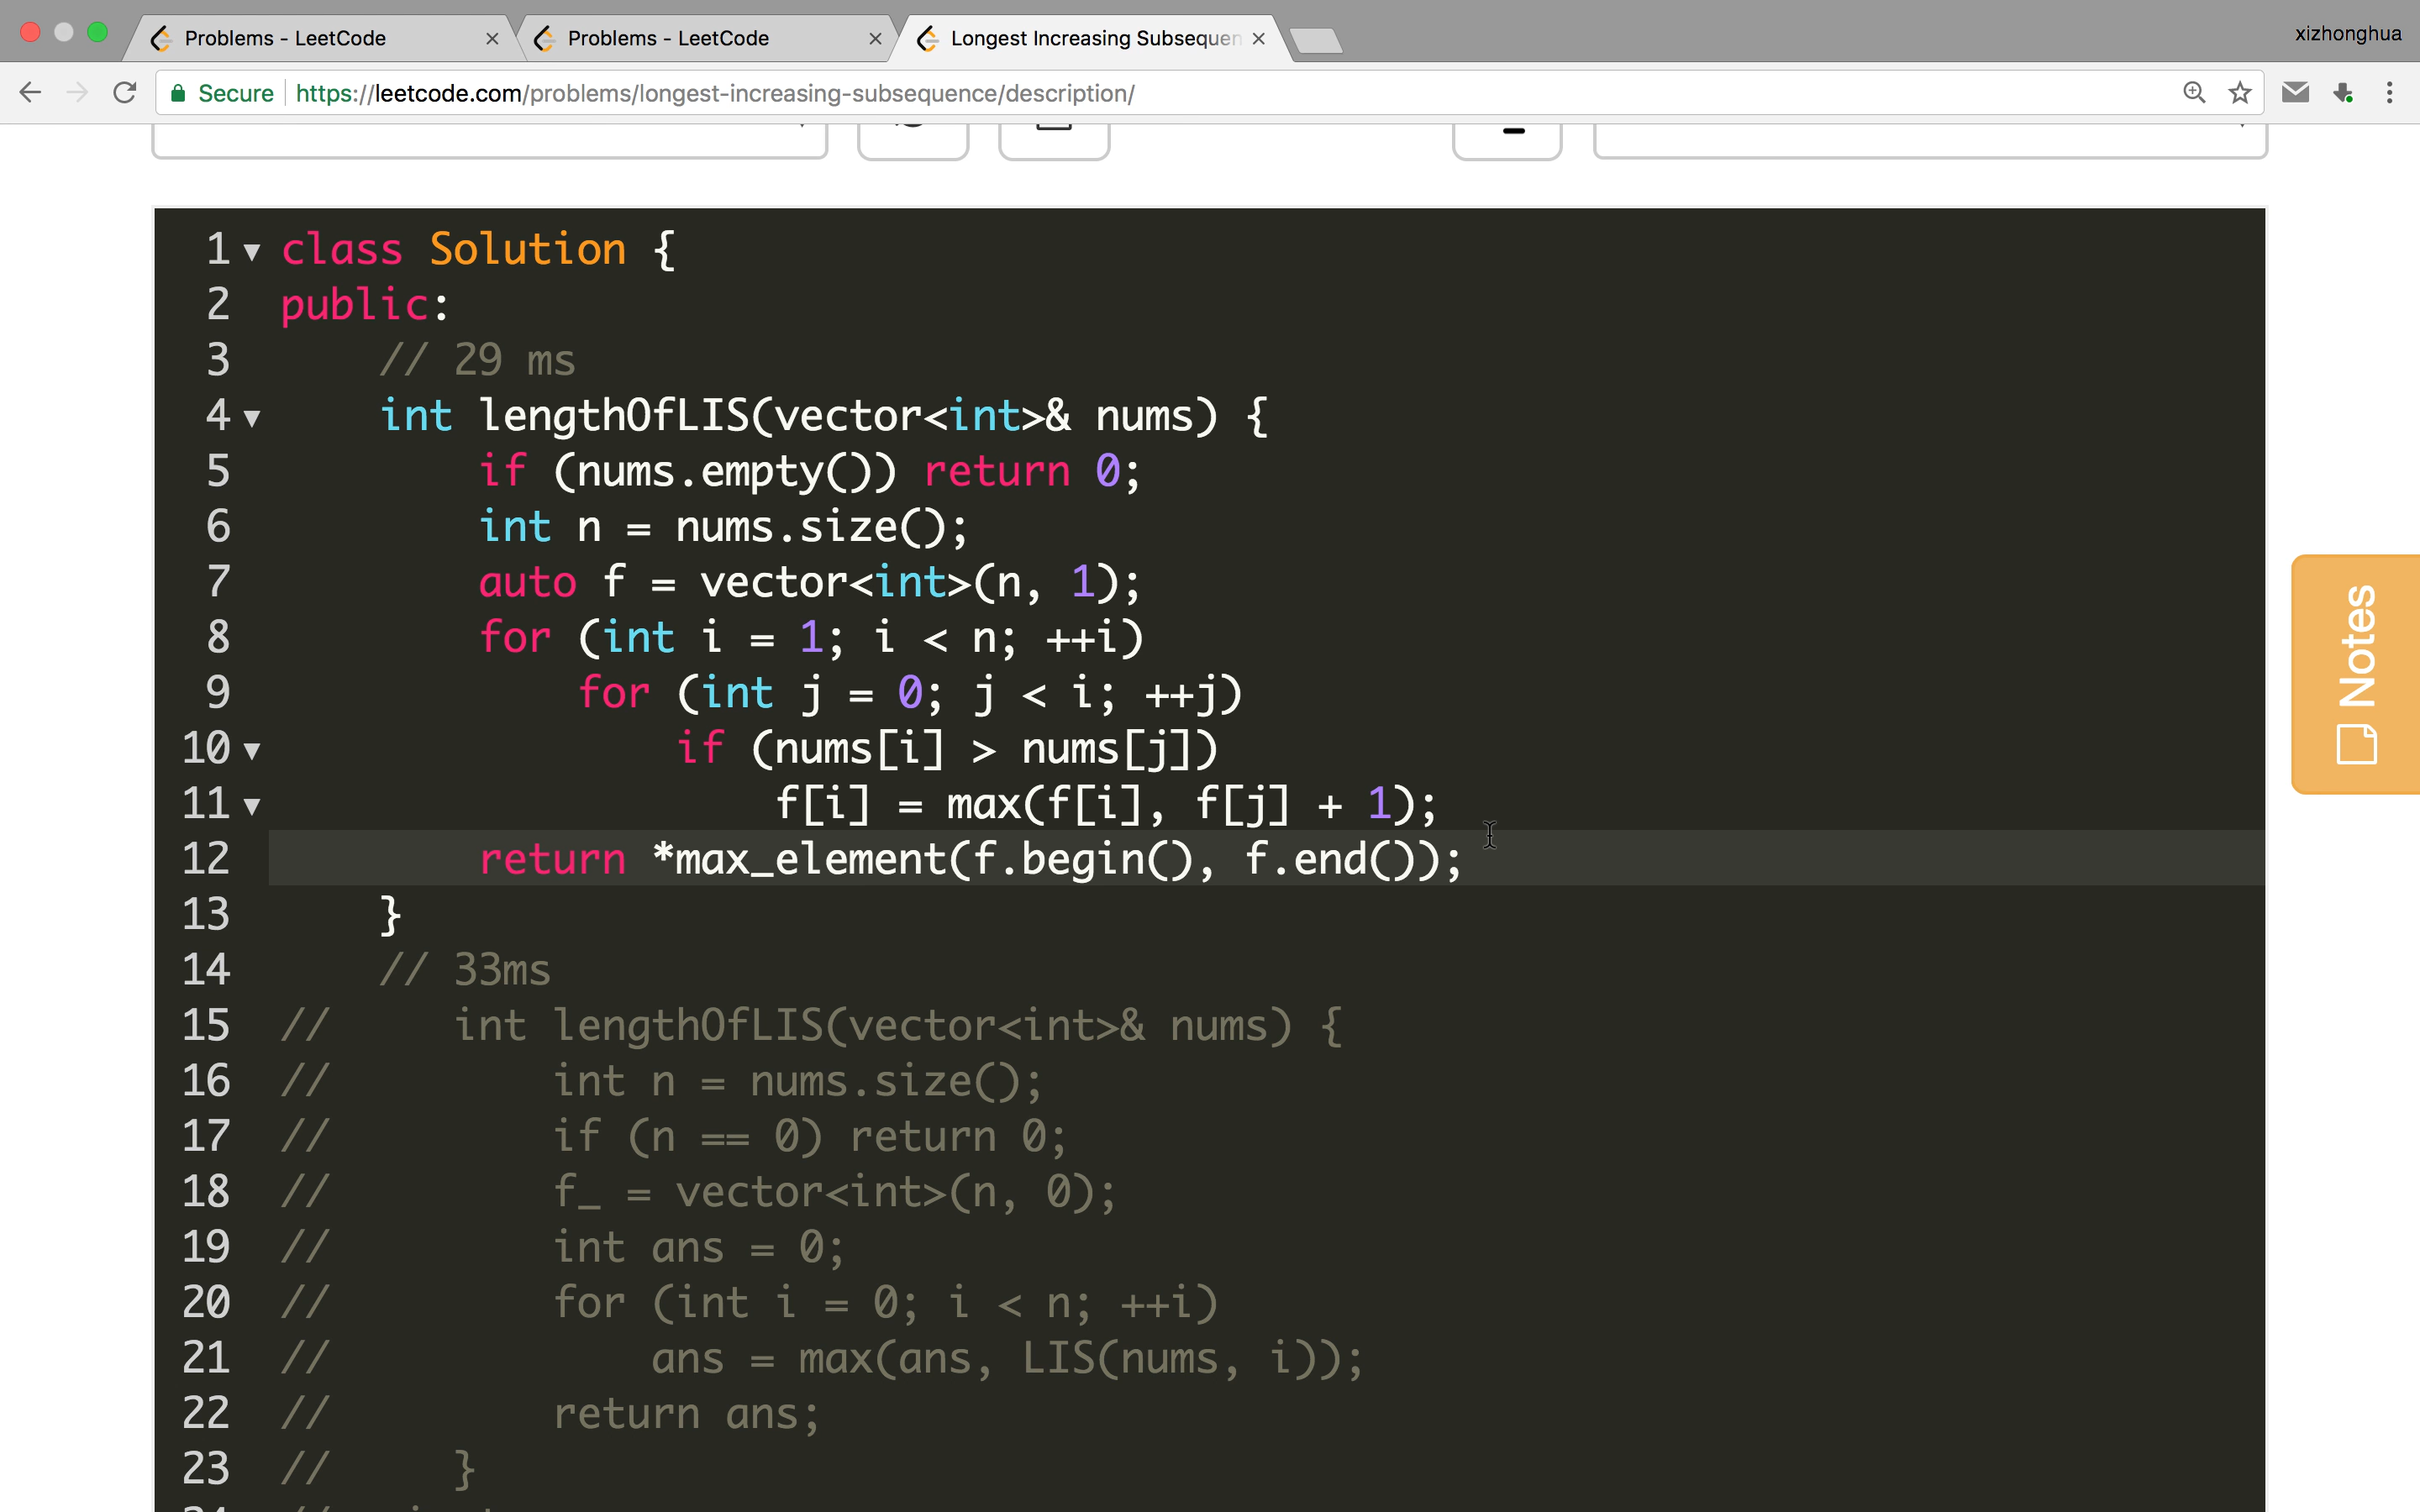 Problems - LeetCode
Problems - LeetCode
Longest Increasing Subsequen
xizhonghua
Secure https://leetcode.com/problems/longest-increasing-subsequence/description/
1 class Solution {
2 public:
3 // 29 ms
4 int lengthOfLIS(vector<int>& nums) {
5 if (nums.empty()) return 0;
6 int n = nums.size();
7 auto f = vector<int>(n, 1);
8 for (int i = 1; i < n; ++i)
9 for (int j = 0; j < i; ++j)
10 if (nums[i] > nums[j])
11 f[i] = max(f[i], f[j] + 1);
12 return *max_element(f.begin(), f.end());
13 }
14 // 33ms
15 // int lengthOfLIS(vector<int>& nums) {
16 // int n = nums.size();
17 // if (n == 0) return 0;
18 // f_ = vector<int>(n, 0);
19 // int ans = 0;
20 // for (int i = 0; i < n; ++i)
21 // ans = max(ans, LIS(nums, i));
22 // return ans;
23 // }
Notes